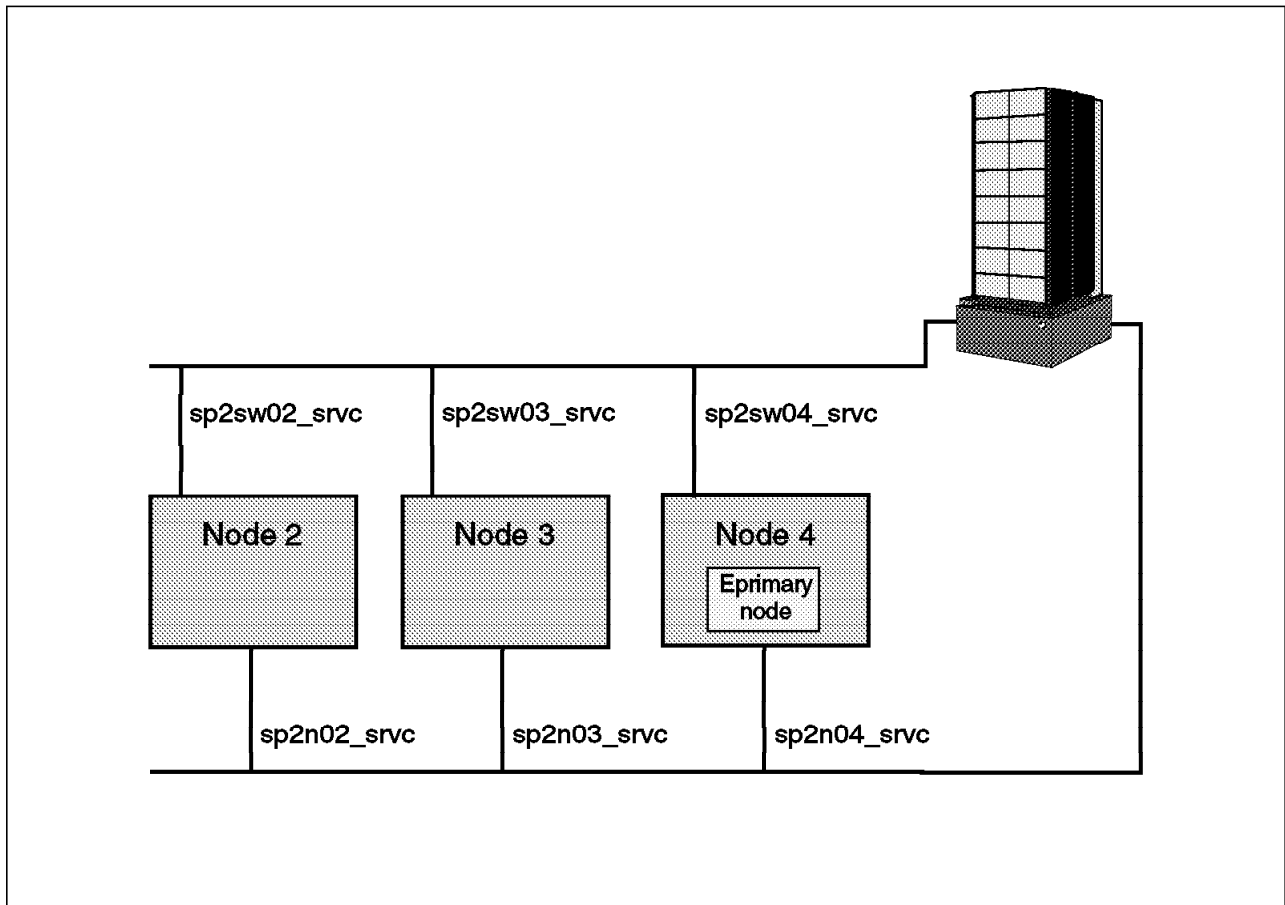 sp2sw02_srvc
sp2sw03_srvc
sp2sw04_srvc
Node 2
Node 3
Node 4
Eprimary
node
sp2n02_srvc
sp2n03_srvc
sp2n04_srvc